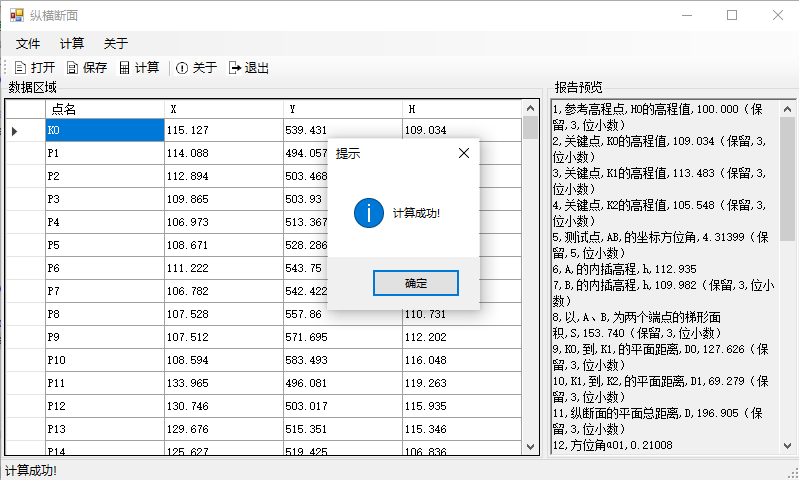 纵横断面
文件 计算 关于
打开 保存 计算 关于 退出
数据区域
点名 X Y H
K0 115.127 539.431 109.034
P1 114.088 494.057
P2 112.894 503.468
P3 109.865 503.93
P4 106.973 513.367
P5 108.671 528.286
P6 111.222 543.75
P7 106.782 542.422
P8 107.528 557.86 110.731
P9 107.512 571.695 112.202
P10 108.594 583.493 116.048
P11 133.965 496.081 119.263
P12 130.746 503.017 115.935
P13 129.676 515.351 115.346
P14 125.627 519.425 106.836
提示
计算成功!
确定
报告预览
1,参考高程点,H0的高程值,100.000（保
留,3,位小数）
2,关键点,K0的高程值,109.034（保留,3,
位小数）
3,关键点,K1的高程值,113.483（保留,3,
位小数）
4,关键点,K2的高程值,105.548（保留,3,
位小数）
5,测试点,AB,的坐标方位角,4.31399（保
留,5,位小数）
6,A,的内插高程,h,112.935
7,B,的内插高程,h,109.982（保留,3,位小
数）
8,以,A、B,为两个端点的梯形面
积,S,153.740（保留,3,位小数）
9,K0,到,K1,的平面距离,D0,127.626（保
留,3,位小数）
10,K1,到,K2,的平面距离,D1,69.279（保
留,3,位小数）
11,纵断面的平面总距离,D,196.905（保
留,3,位小数）
12,方位角α01,0.21008
计算成功!